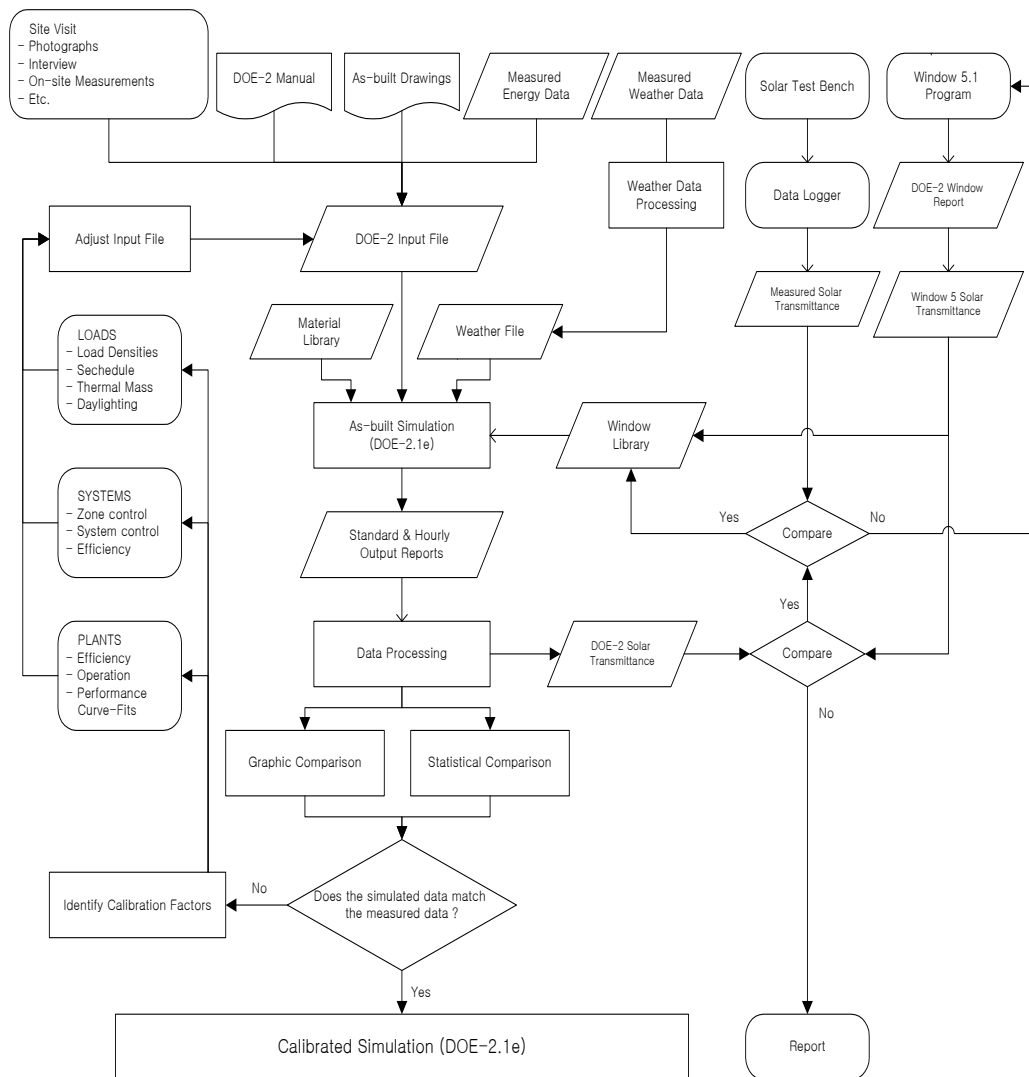 Site Visit
- Photographs
- Interview
- On-site Measurements
- Etc.
DOE-2 Manual
As-built Drawings
Measured
Energy Data
Measured
Weather Data
Solar Test Bench
Window 5.1
Program
Weather Data
Processing
Data Logger
DOE-2 Window
Report
Adjust Input File
DOE-2 Input File
Measured Solar
Transmittance
Window 5 Solar
Transmittance
Material
Library
Weather File
LOADS
- Load Densities
- Sechedule
- Thermal Mass
- Daylighting
As-built Simulation
(DOE-2.1e)
Window
Library
Yes
Compare
No
SYSTEMS
- Zone control
- System control
- Efficiency
Standard & Hourly
Output Reports
Yes
PLANTS
- Efficiency
- Operation
- Performance
Curve-Fits
Data Processing
DOE-2 Solar
Transmittance
Compare
No
Graphic Comparison
Statistical Comparison
Identify Calibration Factors
No
Does the simulated data match
the measured data ?
Yes
Calibrated Simulation (DOE-2.1e)
Report